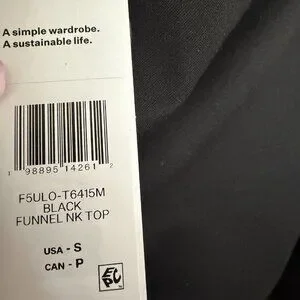 A simple wardrobe.
A sustainable life.
1 98895 14261 2
F5ULO-T6415M
BLACK
FUNNEL NK TOP
USA - S
CAN - P